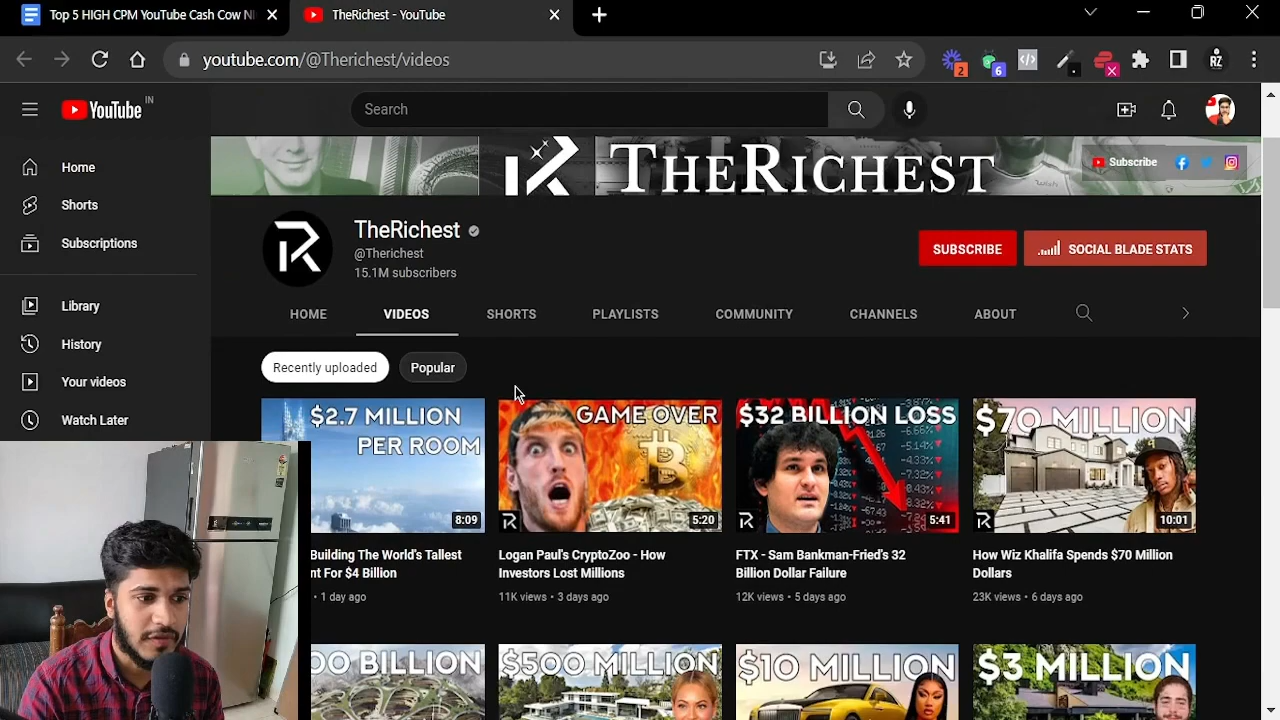 Top 5 HIGH CPM YouTube Cash Cow NI
TheRichest - YouTube
youtube.com/@Therichest/videos
2
6
RZ
YouTube IN
Search
THERICHEST
Subscribe
Home
Shorts
Subscriptions
Library
History
Your videos
Watch Later
TheRichest
@Therichest
15.1M subscribers
SUBSCRIBE
SOCIAL BLADE STATS
HOME
VIDEOS
SHORTS
PLAYLISTS
COMMUNITY
CHANNELS
ABOUT
Recently uploaded
Popular
$2.7 MILLION
PER ROOM
8:09
GAME OVER
5:20
$32 BILLION LOSS
5:41
$70 MILLION
10:01
Building The World's Tallest
nt For $4 Billion
• 1 day ago
Logan Paul's CryptoZoo - How
Investors Lost Millions
11K views • 3 days ago
FTX - Sam Bankman-Fried's 32
Billion Dollar Failure
12K views • 5 days ago
How Wiz Khalifa Spends $70 Million
Dollars
23K views • 6 days ago
00 BILLION
$500 MILLION
$10 MILLION
$3 MILLION